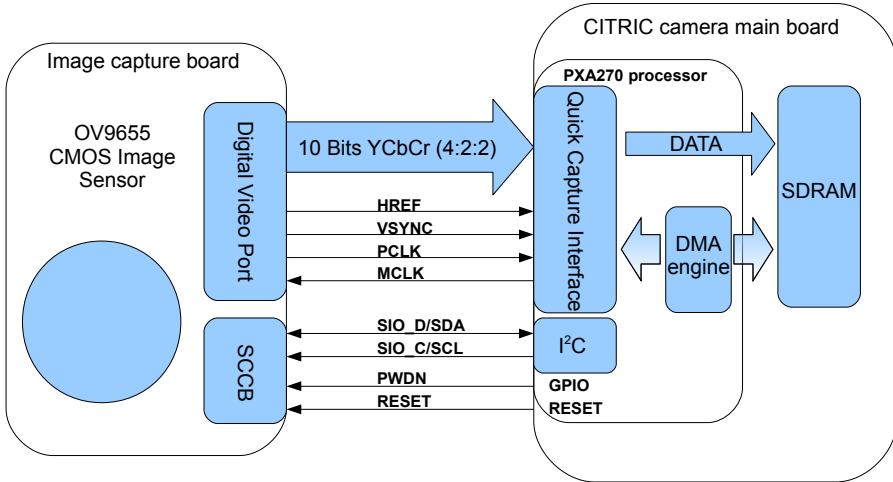 Image capture board
OV9655
CMOS Image
Sensor
Digital Video Port
SCCB
10 Bits YCbCr (4:2:2)
HREF
VSYNC
PCLK
MCLK
SIO_D/SDA
SIO_C/SCL
PWDN
RESET
CITRIC camera main board
PXA270 processor
Quick Capture Interface
I²C
GPIO
RESET
DATA
DMA
engine
SDRAM